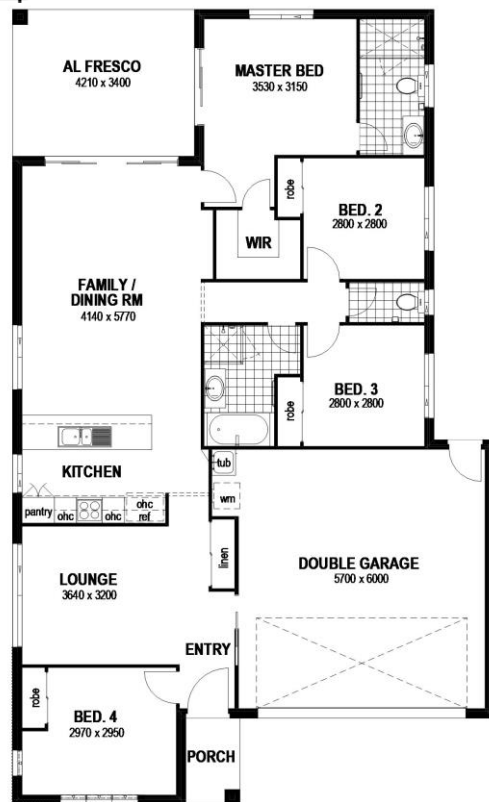 AL FRESCO
4210 x 3400
MASTER BED
3530 x 3150
robe
BED. 2
2800 x 2800
WIR
FAMILY /
DINING RM
4140 x 5770
BED. 3
2800 x 2800
robe
KITCHEN
tub
wm
pantry
ohc
ohc
ohc
ref
linen
LOUNGE
3640 x 3200
DOUBLE GARAGE
5700 x 6000
ENTRY
robe
BED. 4
2970 x 2950
PORCH